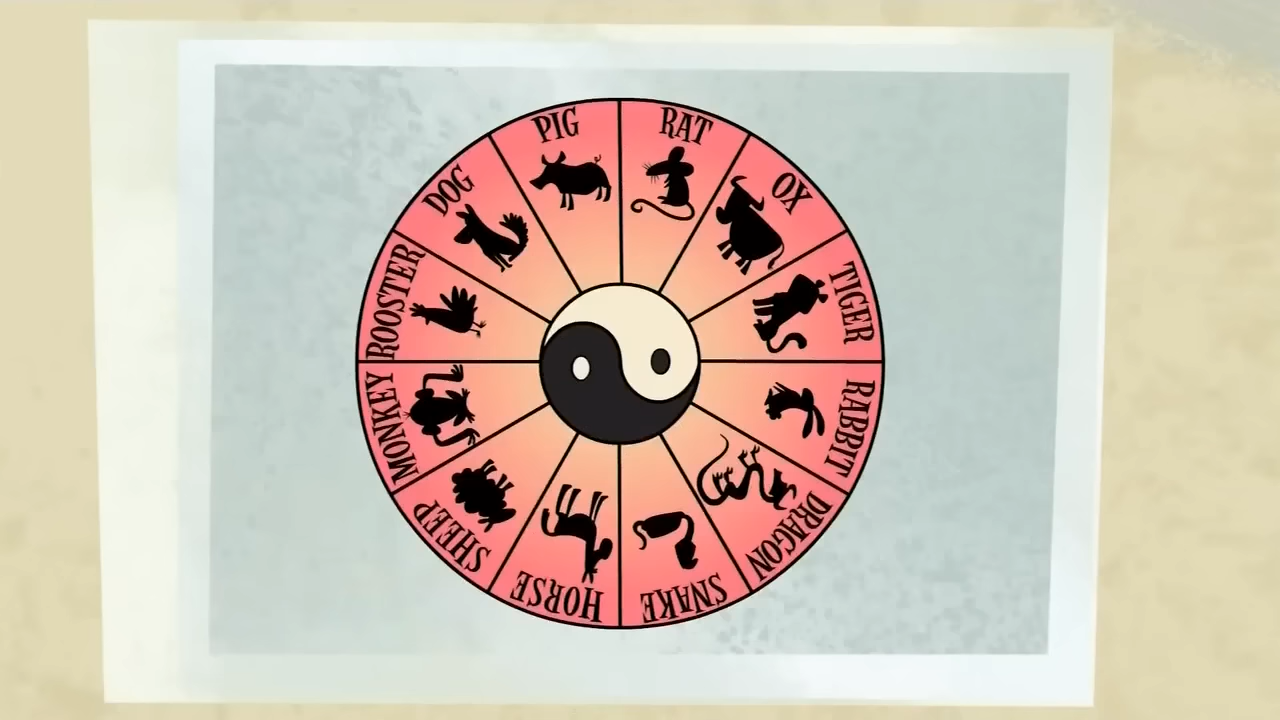 RAT
OX
TIGER
RABBIT
DRAGON
SNAKE
HORSE
SHEEP
MONKEY
ROOSTER
DOG
PIG